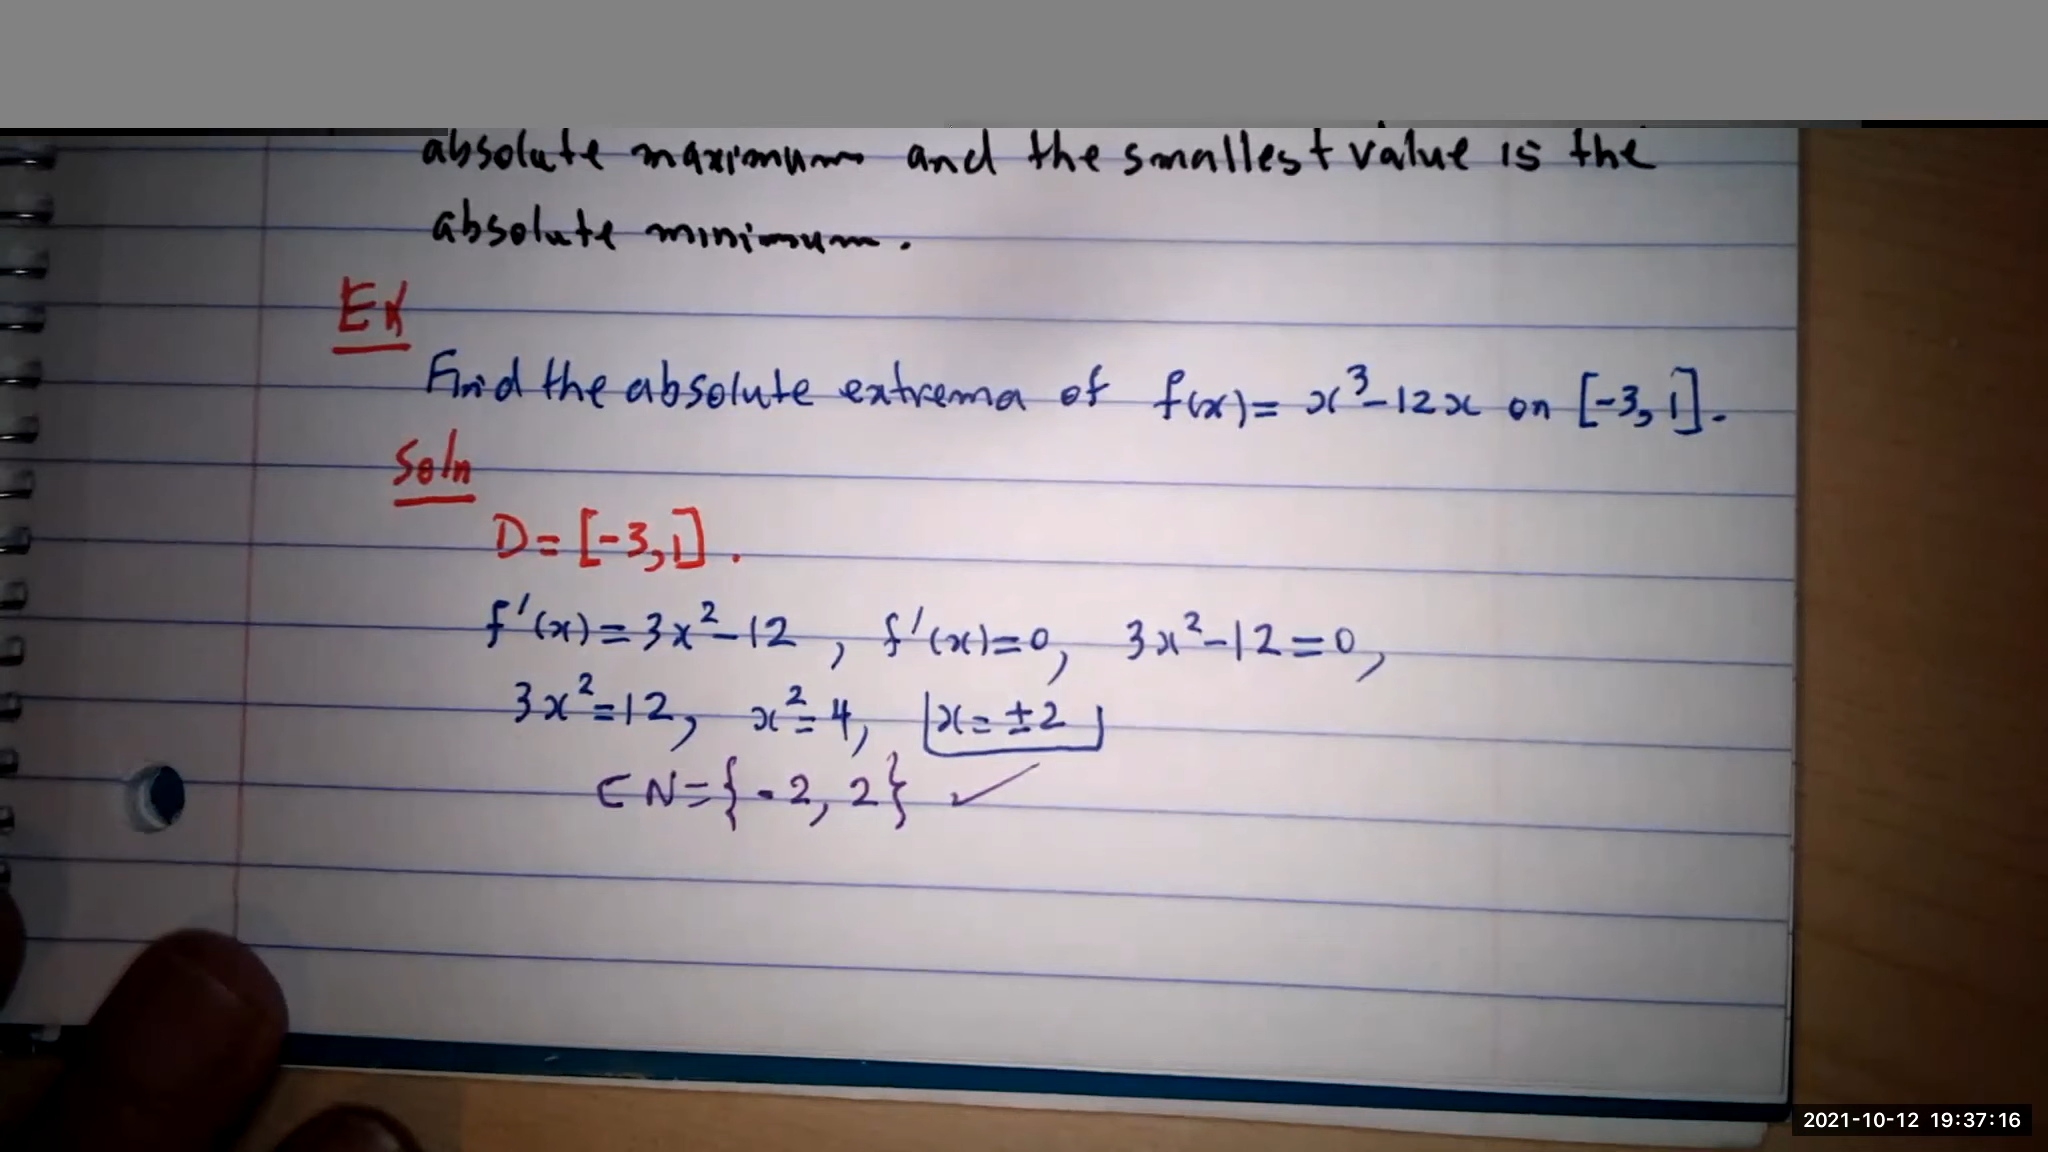 absolute maximum and the smallest value is the
absolute minimum.
Ex
Find the absolute extrema of f(x)= x³-12x on [-3, 1].
Soln
D= [-3, 1].
f'(x)=3x²-12, f'(x)=0, 3x²-12=0,
3x²=12, x²=4, x=±2
CN={-2, 2} ✓
2021-10-12 19:37:16